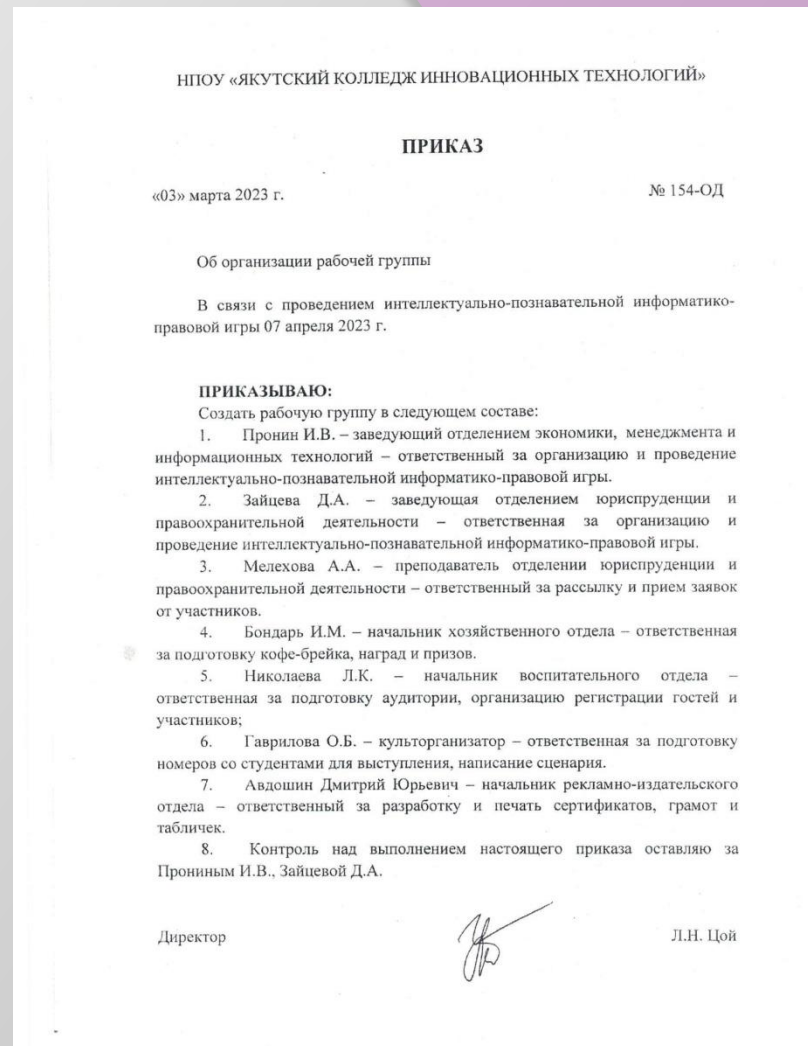 НПОУ «ЯКУТСКИЙ КОЛЛЕДЖ ИННОВАЦИОННЫХ ТЕХНОЛОГИЙ»
ПРИКАЗ
«03» марта 2023 г. № 154-ОД
Об организации рабочей группы
В связи с проведением интеллектуально-познавательной информатико-
правовой игры 07 апреля 2023 г.
ПРИКАЗЫВАЮ:
Создать рабочую группу в следующем составе:
1. Пронин И.В. – заведующий отделением экономики, менеджмента и
информационных технологий – ответственный за организацию и проведение
интеллектуально-познавательной информатико-правовой игры.
2. Зайцева Д.А. – заведующая отделением юриспруденции и
правоохранительной деятельности – ответственная за организацию и
проведение интеллектуально-познавательной информатико-правовой игры.
3. Мелехова А.А. – преподаватель отделении юриспруденции и
правоохранительной деятельности – ответственный за рассылку и прием заявок
от участников.
4. Бондарь И.М. – начальник хозяйственного отдела – ответственная
за подготовку кофе-брейка, наград и призов.
5. Николаева Л.К. – начальник воспитательного отдела –
ответственная за подготовку аудитории, организацию регистрации гостей и
участников;
6. Гаврилова О.Б. – культорганизатор – ответственная за подготовку
номеров со студентами для выступления, написание сценария.
7. Авдошин Дмитрий Юрьевич – начальник рекламно-издательского
отдела – ответственный за разработку и печать сертификатов, грамот и
табличек.
8. Контроль над выполнением настоящего приказа оставляю за
Прониным И.В., Зайцевой Д.А.
Директор Л.Н. Цой